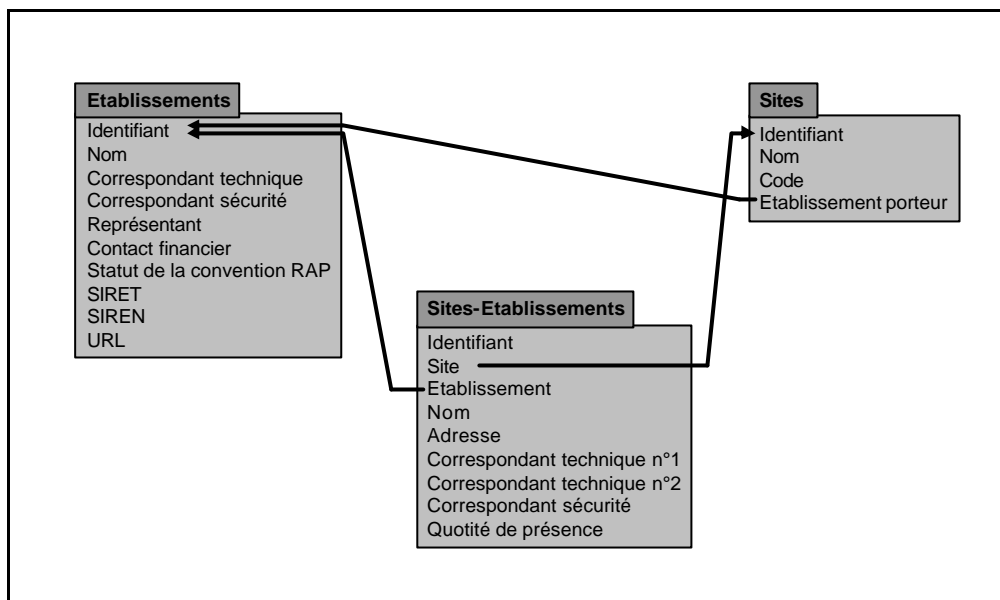 Etablissements
Identifiant
Nom
Correspondant technique
Correspondant sécurité
Représentant
Contact financier
Statut de la convention RAP
SIRET
SIREN
URL
Sites
Identifiant
Nom
Code
Etablissement porteur
Sites-Etablissements
Identifiant
Site
Etablissement
Nom
Adresse
Correspondant technique n°1
Correspondant technique n°2
Correspondant sécurité
Quotité de présence